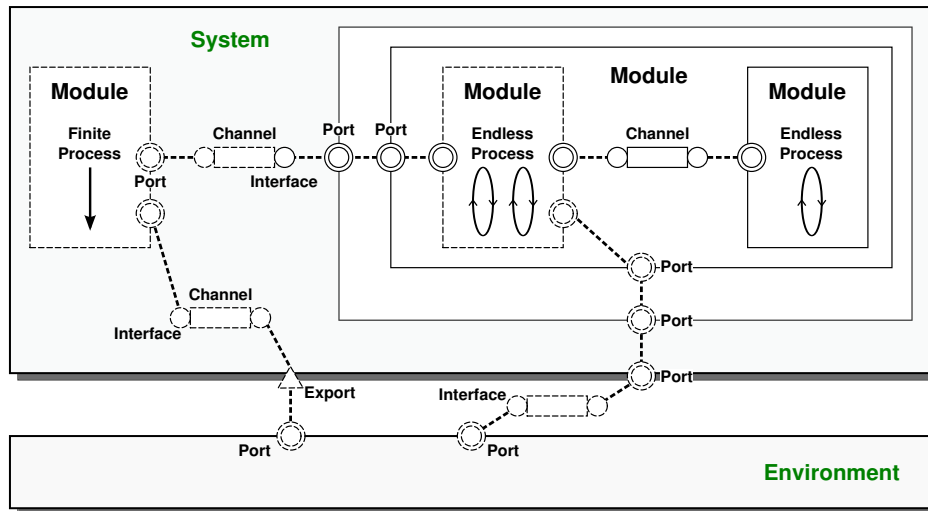 System
Module
Finite
Process
Port
Channel
Interface
Port
Port
Module
Endless
Process
Module
Channel
Module
Endless
Process
Channel
Interface
Export
Port
Port
Port
Port
Interface
Port
Port
Environment